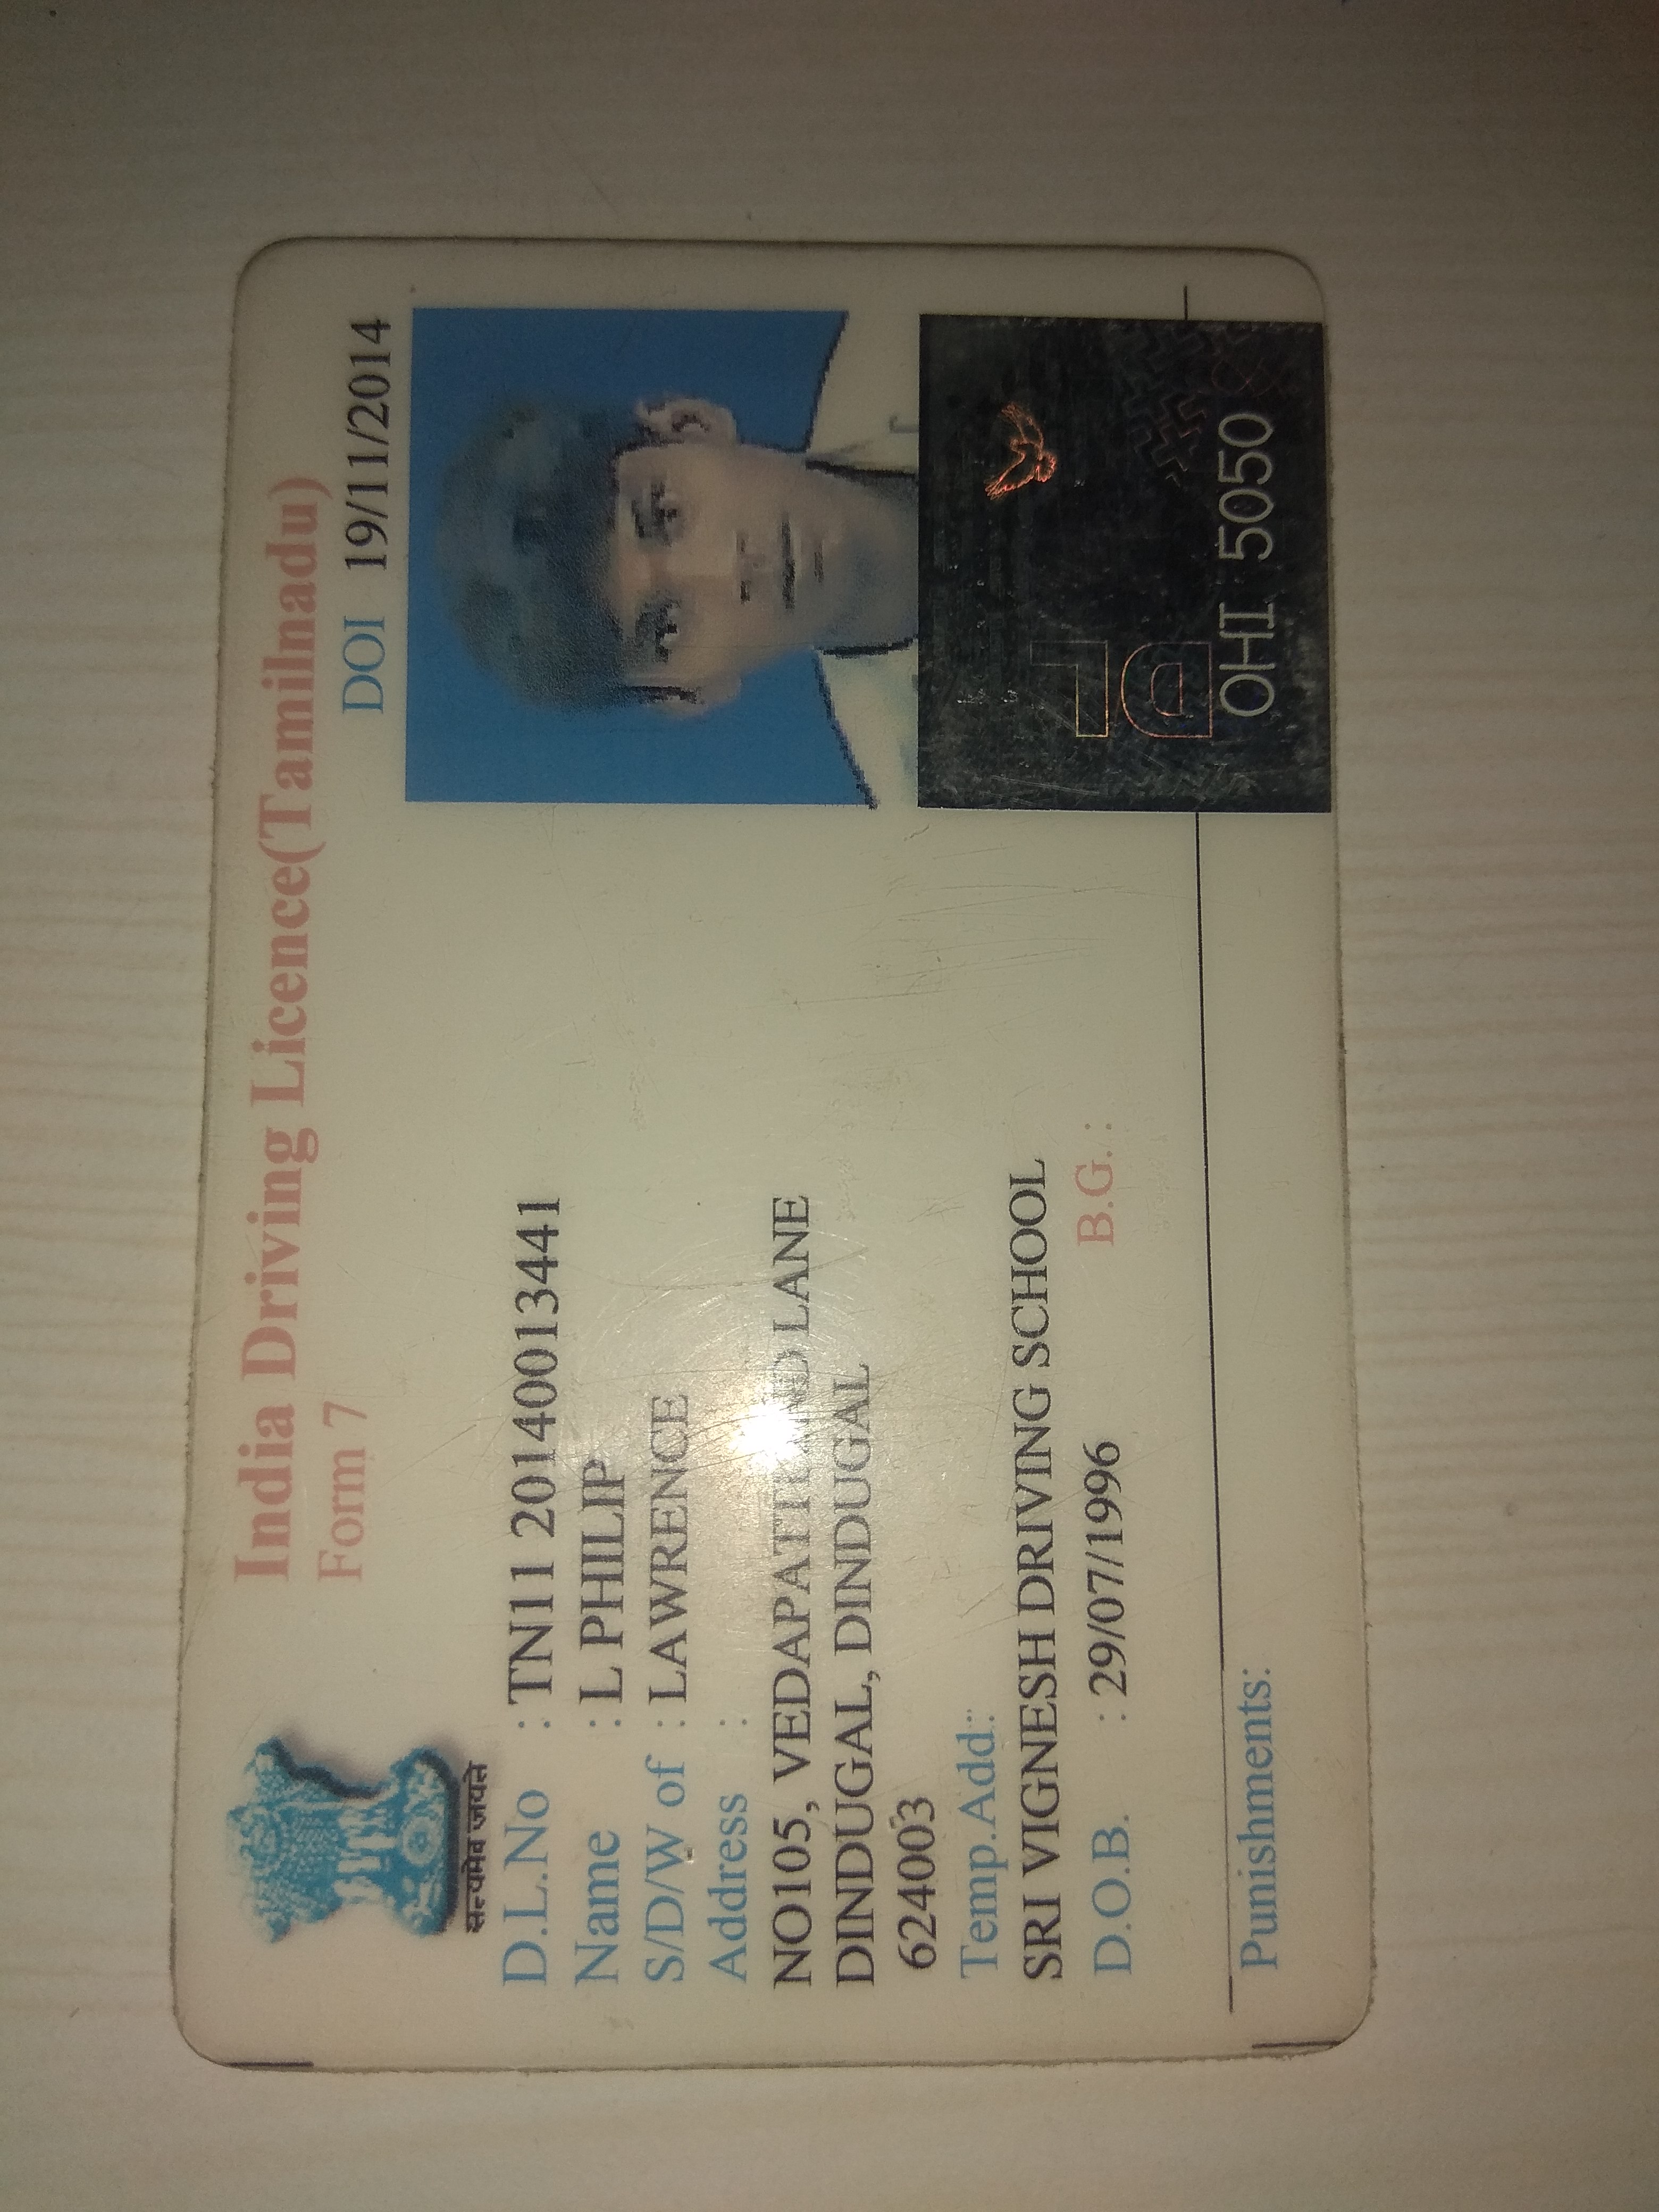 India Driving Licence(Tamilnadu)
Form 7
DOI 19/11/2014
सत्यमेव जयते
D.L.No : TN11 20140013441
Name : L PHILIP
S/D/W of : LAWRENCE
Address :
NO105, VEDAPATTI LANE
DINDUGAL, DINDUGAL
624003
Temp.Add::
SRI VIGNESH DRIVING SCHOOL
D.O.B. : 29/07/1996 B.G.:
Punishments:
DL
OHI 5050